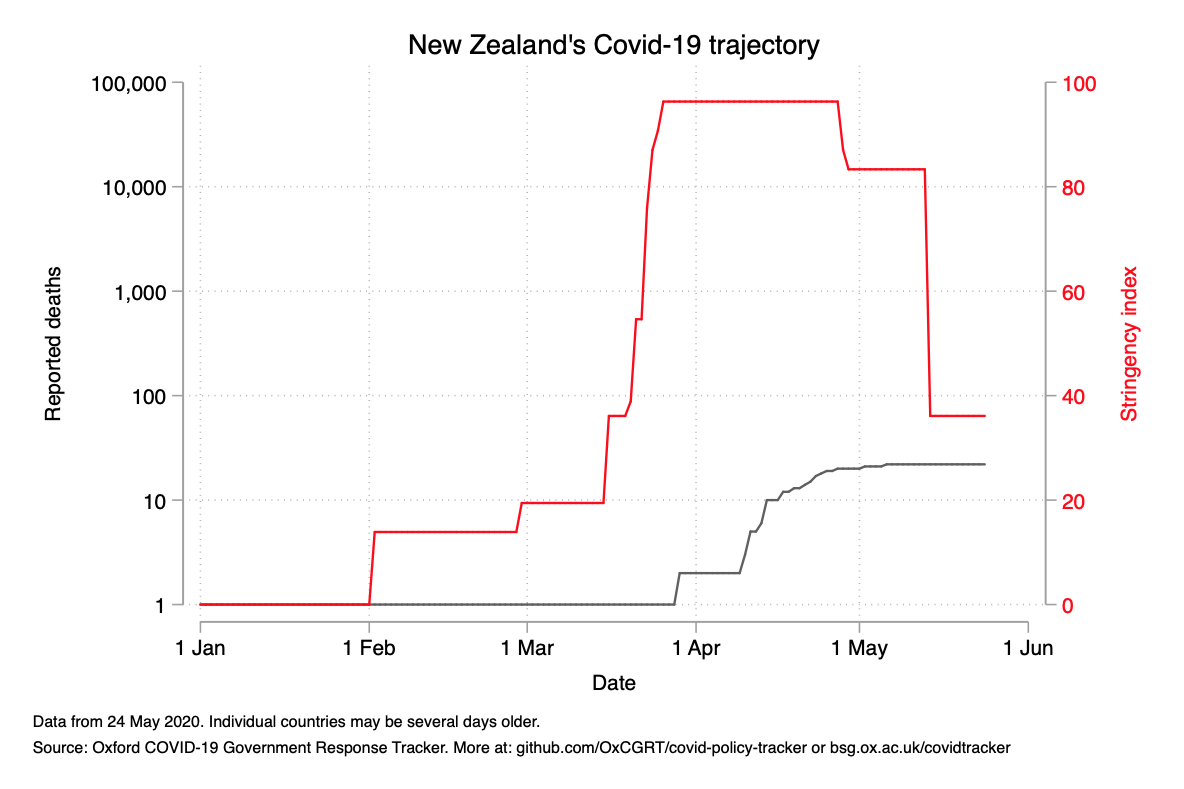 New Zealand's Covid-19 trajectory
100,000
10,000
1,000
100
10
1
Reported deaths
100
80
60
40
20
0
Stringency index
1 Jan 1 Feb 1 Mar 1 Apr 1 May 1 Jun
Date
Data from 24 May 2020. Individual countries may be several days older.
Source: Oxford COVID-19 Government Response Tracker. More at: github.com/OxCGRT/covid-policy-tracker or bsg.ox.ac.uk/covidtracker